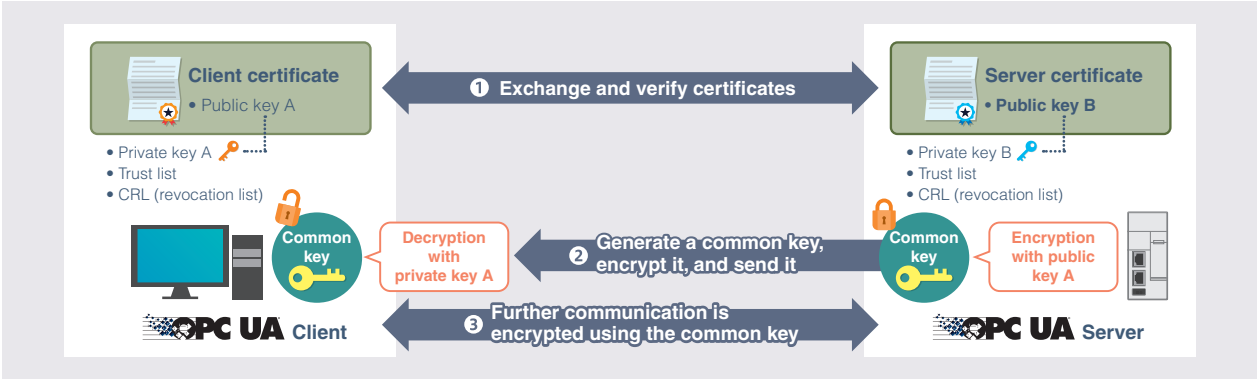 Client certificate
• Public key A
• Private key A
• Trust list
• CRL (revocation list)
Common
key
Decryption
with
private key A
OPC UA Client
❶ Exchange and verify certificates
❷ Generate a common key,
encrypt it, and send it
❸ Further communication is
encrypted using the common key
Server certificate
• Public key B
• Private key B
• Trust list
• CRL (revocation list)
Common
key
Encryption
with public
key A
OPC UA Server